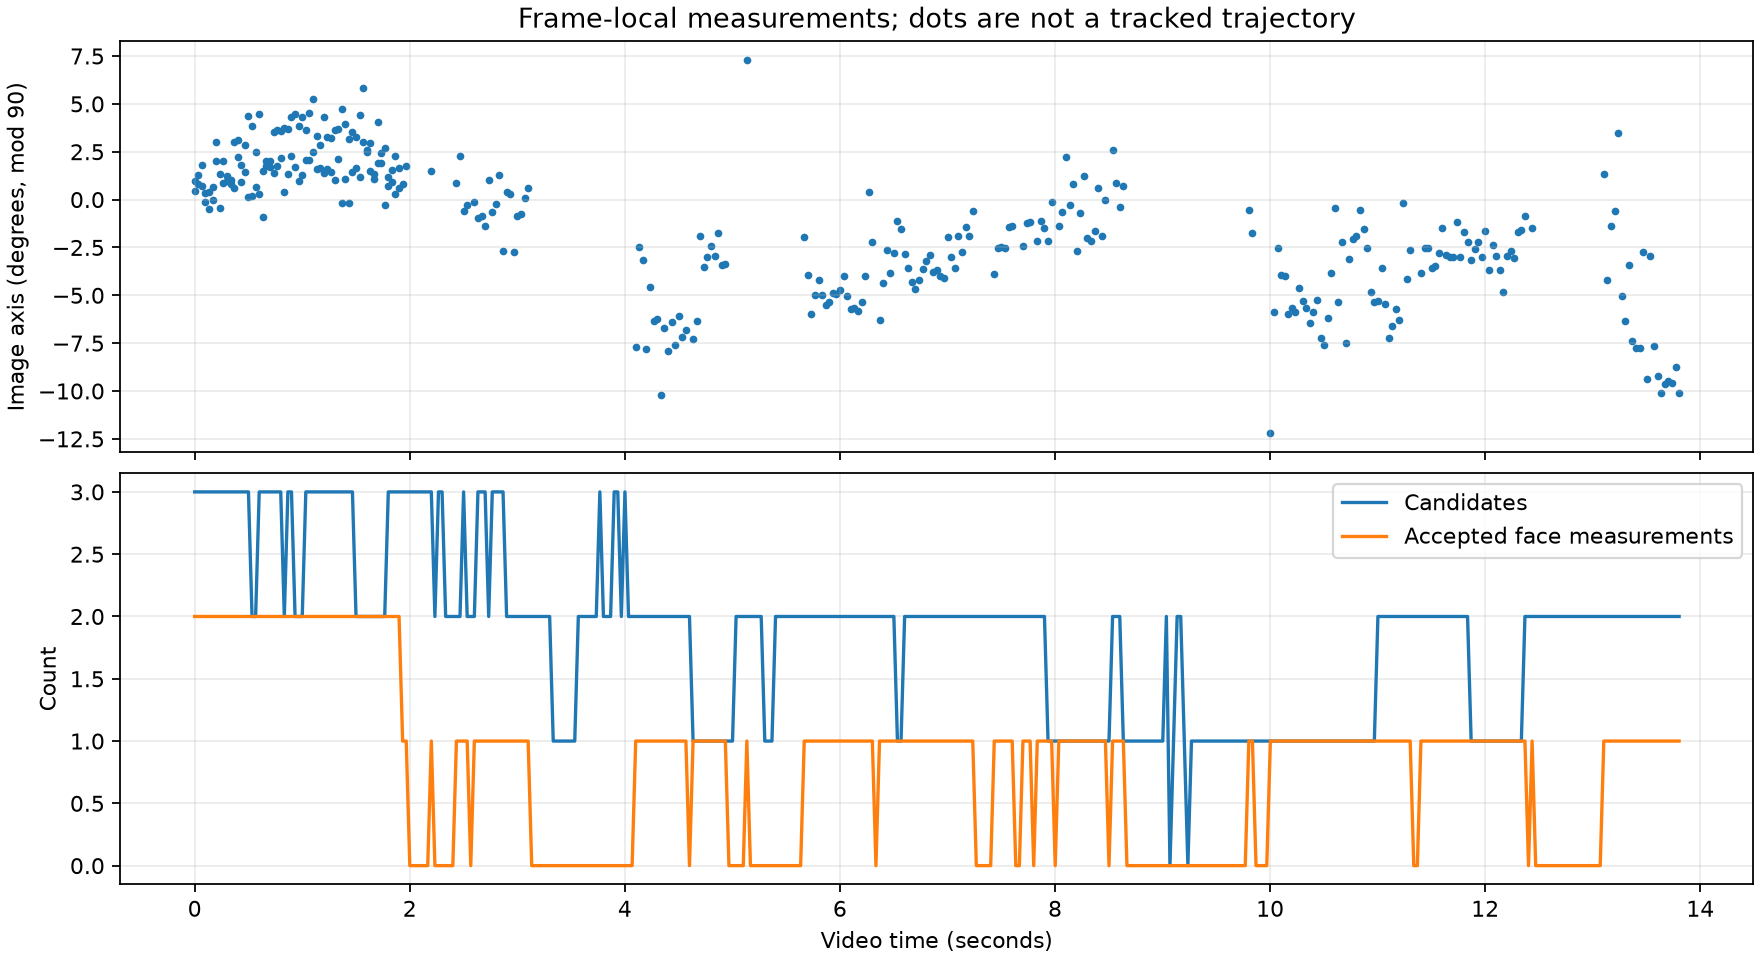 Frame-local measurements; dots are not a tracked trajectory
Image axis (degrees, mod 90)
7.5
5.0
2.5
0.0
−2.5
−5.0
−7.5
−10.0
−12.5
Count
3.0
2.5
2.0
1.5
1.0
0.5
0.0
Candidates
Accepted face measurements
0 2 4 6 8 10 12 14
Video time (seconds)